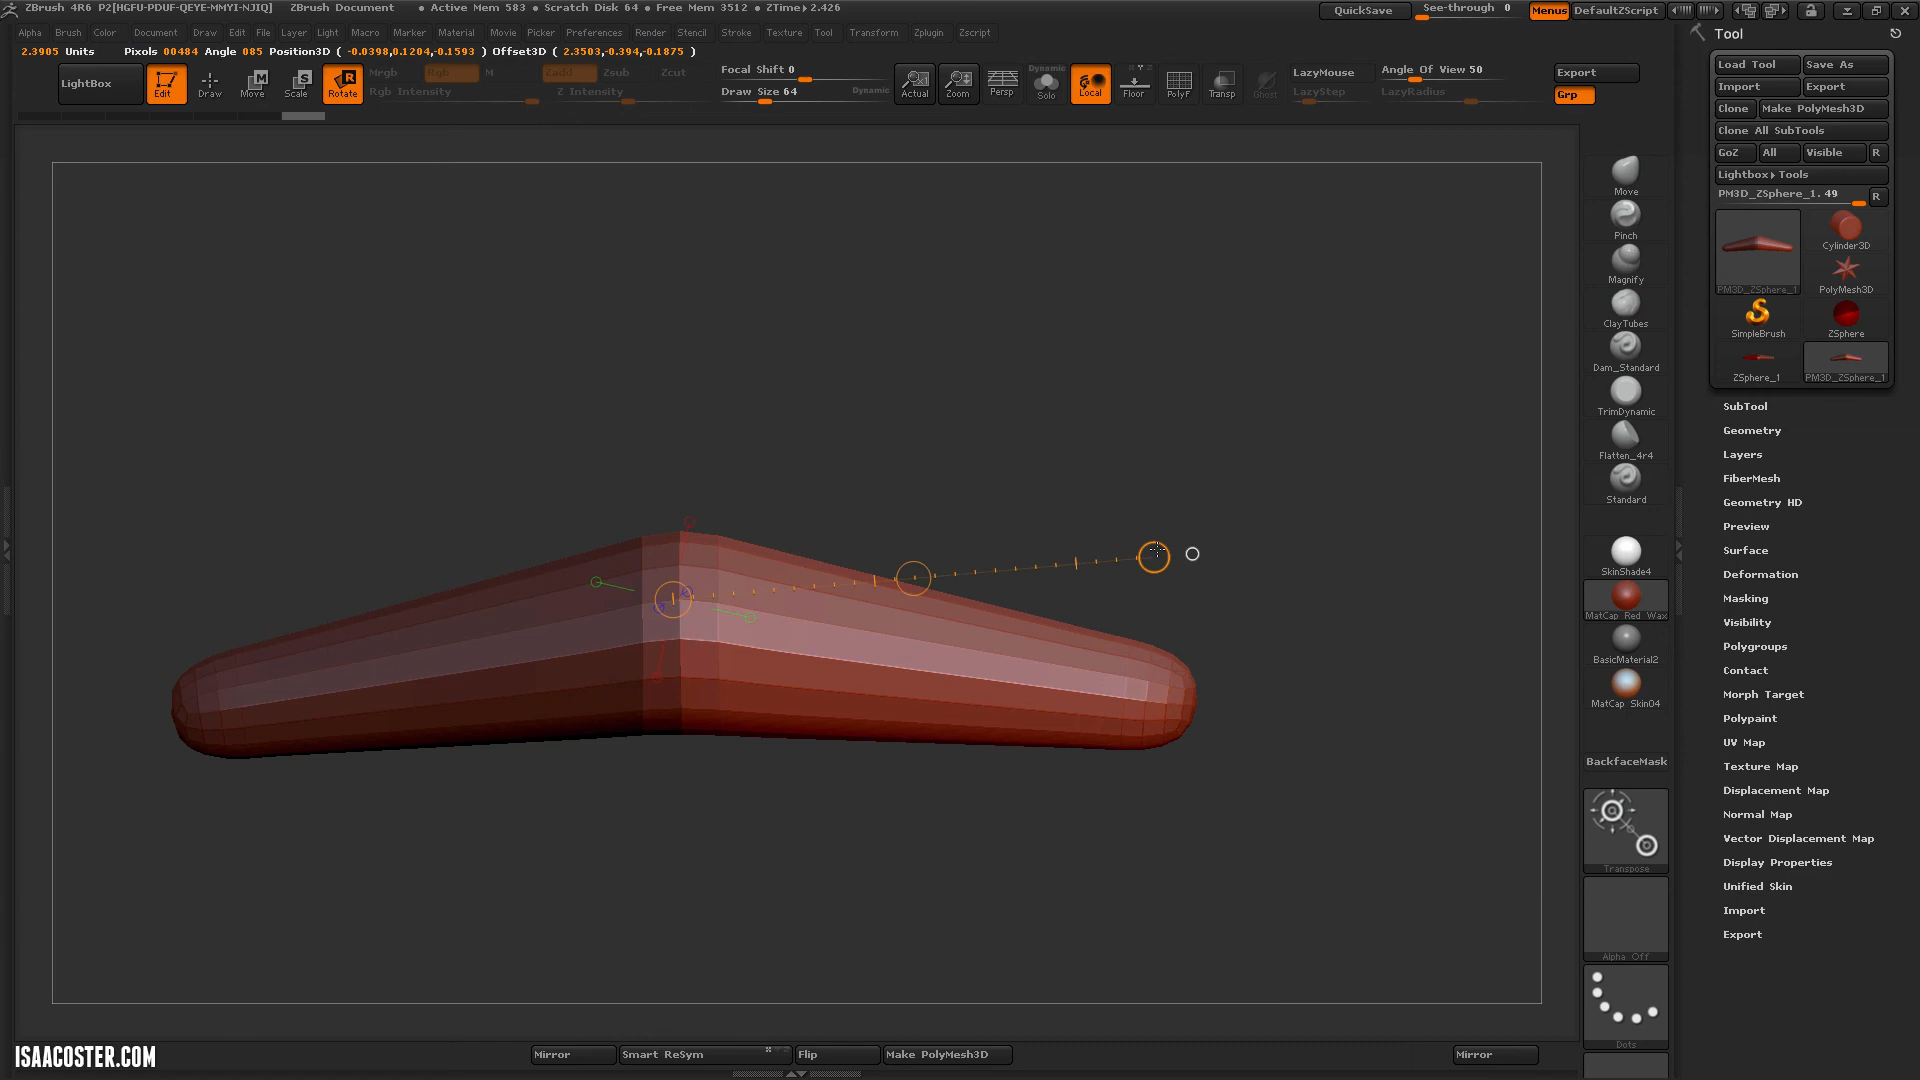 ZBrush 4R6 P2[HGFU-PDUF-QEYE-MMYI-NJIQ] ZBrush Document • Active Mem 583 • Scratch Disk 64 • Free Mem 3512 • ZTime▸2.426 QuickSave See-through 0 Menus DefaultZScript
Alpha Brush Color Document Draw Edit File Layer Light Macro Marker Material Movie Picker Preferences Render Stencil Stroke Texture Tool Transform Zplugin Zscript
2.3905 Units Pixols 00484 Angle 085 Position3D ( -0.0398,0.1204,-0.1593 ) Offset3D ( 2.3503,-0.394,-0.1875 )
LightBox Edit Draw Move Scale Rotate
Mrgb Rgb M Zadd Zsub Zcut
Rgb Intensity Z Intensity
Focal Shift 0
Draw Size 64 Dynamic
Actual Zoom Persp
Dynamic
Solo Local Floor PolyF Transp Ghost
LazyMouse Angle Of View 50
LazyStep LazyRadius
Export
Grp
Tool
Load Tool Save As
Import Export
Clone Make PolyMesh3D
Clone All SubTools
GoZ All Visible R
Lightbox▸Tools
PM3D_ZSphere_1. 49 R
PM3D_ZSphere_1
Cylinder3D
PolyMesh3D
SimpleBrush ZSphere
ZSphere_1 PM3D_ZSphere_1
SubTool
Geometry
Layers
FiberMesh
Geometry HD
Preview
Surface
Deformation
Masking
Visibility
Polygroups
Contact
Morph Target
Polypaint
UV Map
Texture Map
Displacement Map
Normal Map
Vector Displacement Map
Display Properties
Unified Skin
Import
Export
Move
Pinch
Magnify
ClayTubes
Dam_Standard
TrimDynamic
Flatten_4r4
Standard
SkinShade4
MatCap Red Wax
BasicMaterial2
MatCap Skin04
BackfaceMask
Transpose
Alpha Off
Dots
ISAACOSTER.COM
Mirror Smart ReSym Flip Make PolyMesh3D Mirror